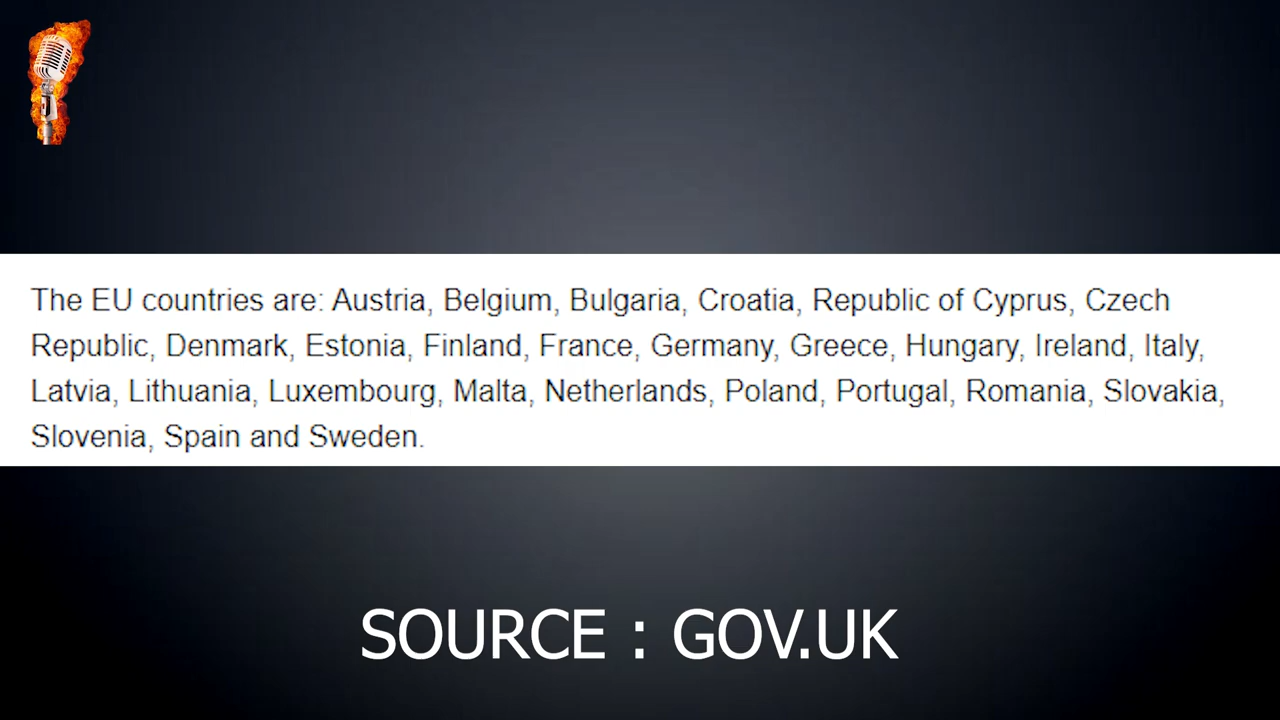 The EU countries are: Austria, Belgium, Bulgaria, Croatia, Republic of Cyprus, Czech
Republic, Denmark, Estonia, Finland, France, Germany, Greece, Hungary, Ireland, Italy,
Latvia, Lithuania, Luxembourg, Malta, Netherlands, Poland, Portugal, Romania, Slovakia,
Slovenia, Spain and Sweden.
SOURCE : GOV.UK